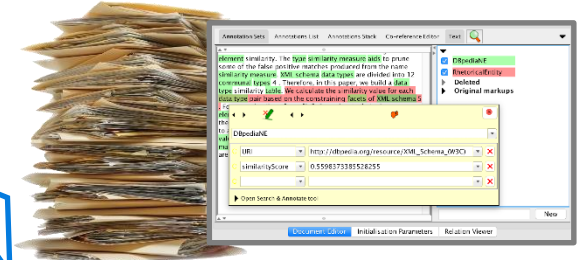 Annotation Sets Annotations List Annotations Stack Co-reference Editor Text
element similarity. The type similarity measure aids to prune
some of the false positive matches produced from the name
similarity measure. XML schema data types are divided into 12
communal types 4 . Therefore, in this paper, we build a data
type similarity table. We calculate the similarity value for each
data type pair based on the constraining facets of XML schema 5
DBpediaNE
RhetoricalEntity
Deleted
Original markups
DBpediaNE
URI http://dbpedia.org/resource/XML_Schema_(W3C)
similarityScore 0.5598373385528255
Open Search & Annotate tool
New
Document Editor Initialisation Parameters Relation Viewer